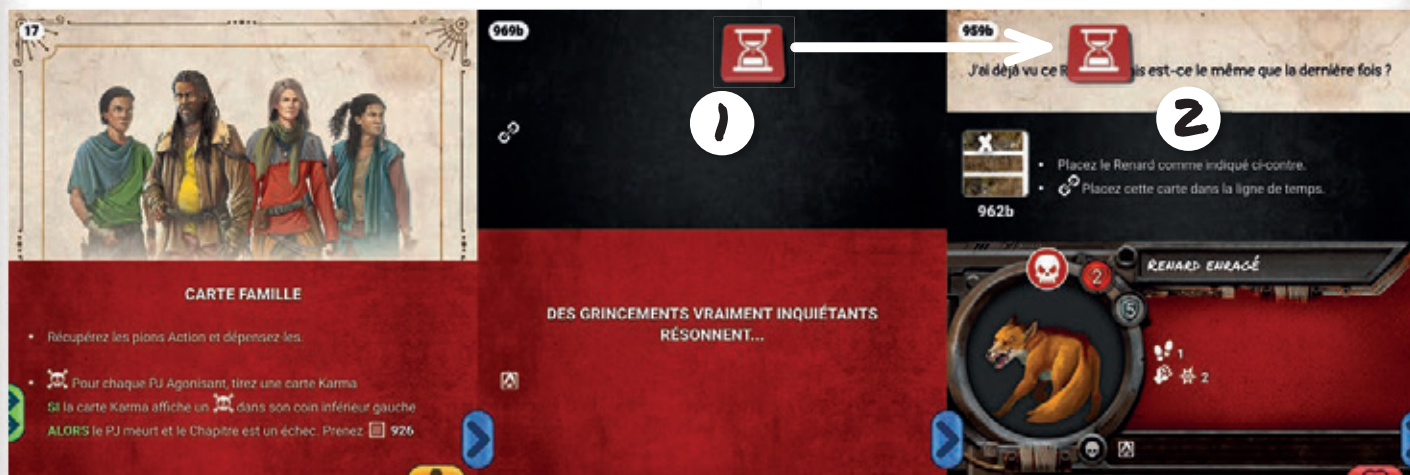 17
CARTE FAMILLE
• Récupérez les pions Action et dépensez-les.
• Pour chaque PJ Agonisant, tirez une carte Karma
SI la carte Karma affiche un dans son coin inférieur gauche
ALORS le PJ meurt et le Chapitre est un échec. Prenez 926
969b
1
DES GRINCEMENTS VRAIMENT INQUIÉTANTS
RÉSONNENT...
959b
J'ai déjà vu ce est-ce le même que la dernière fois ?
2
• Placez le Renard comme indiqué ci-contre.
• Placez cette carte dans la ligne de temps.
962b
RENARD ENRAGÉ
2
5
1
2